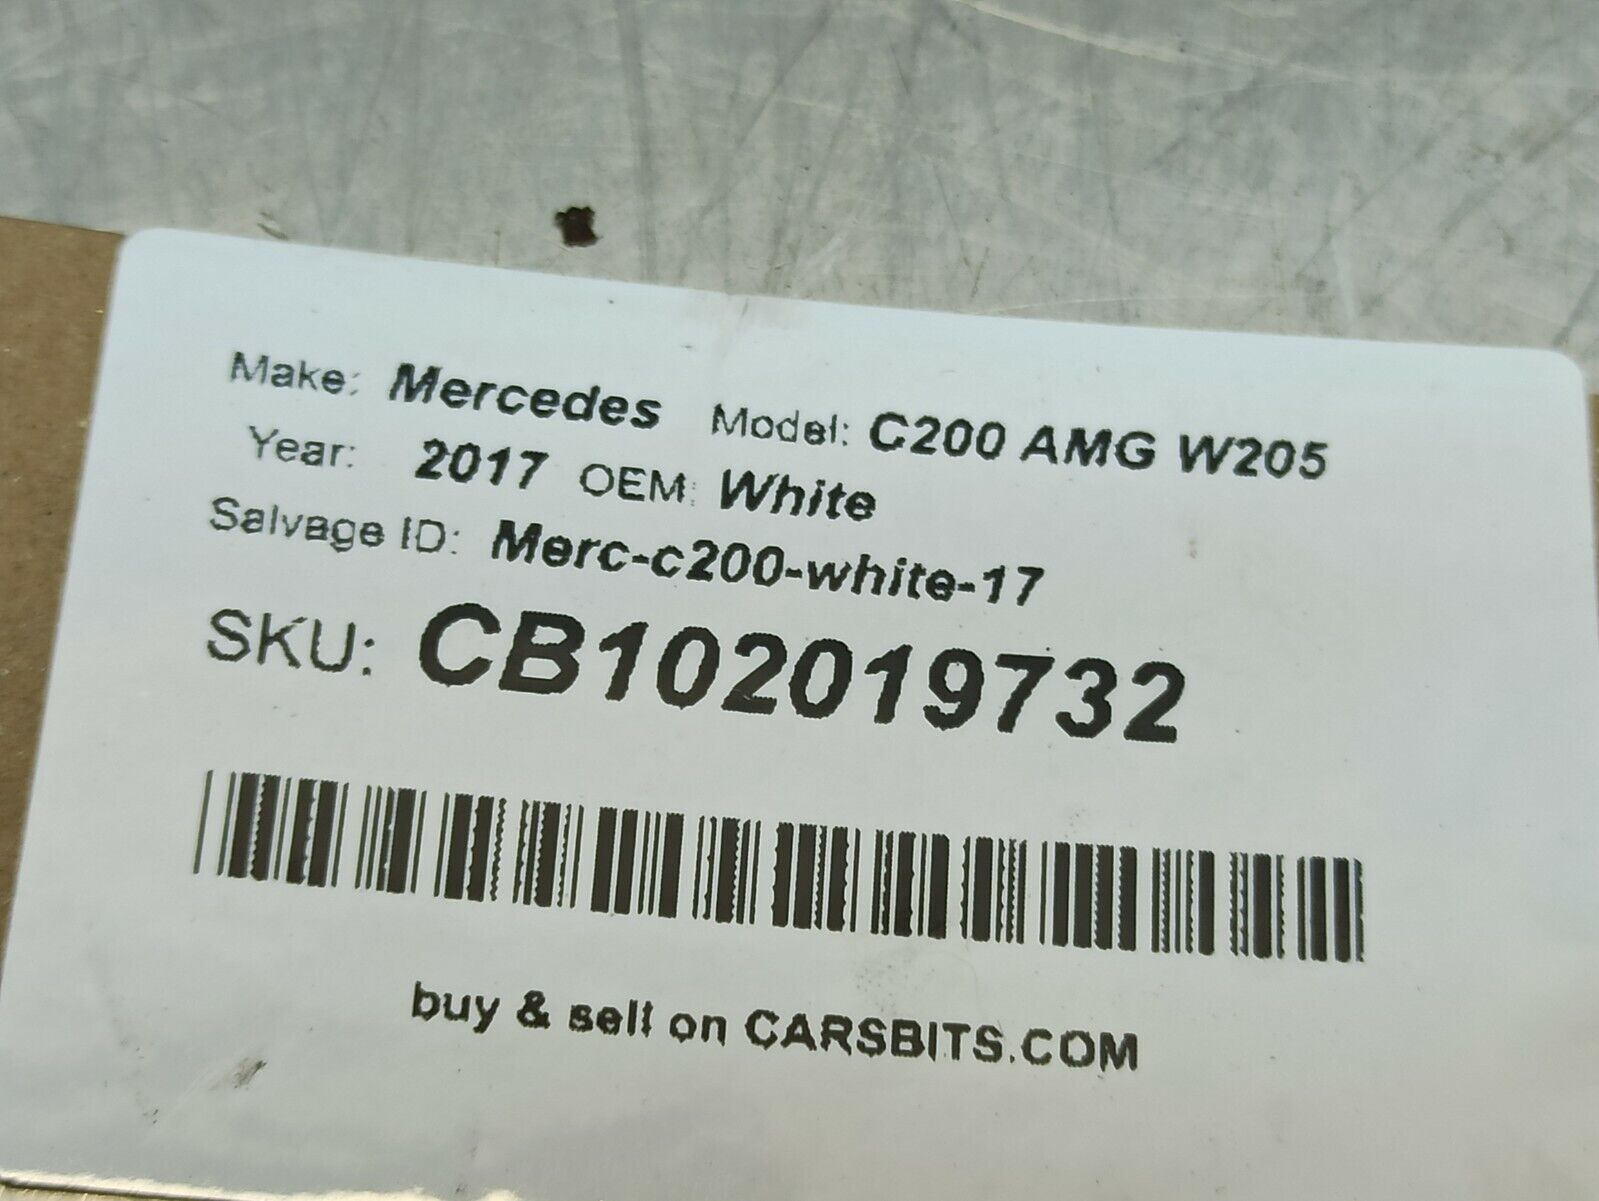 Make: Mercedes Model: C200 AMG W205
Year: 2017 OEM: White
Salvage ID: Merc-c200-white-17
SKU: CB102019732
buy & sell on CARSBITS.COM